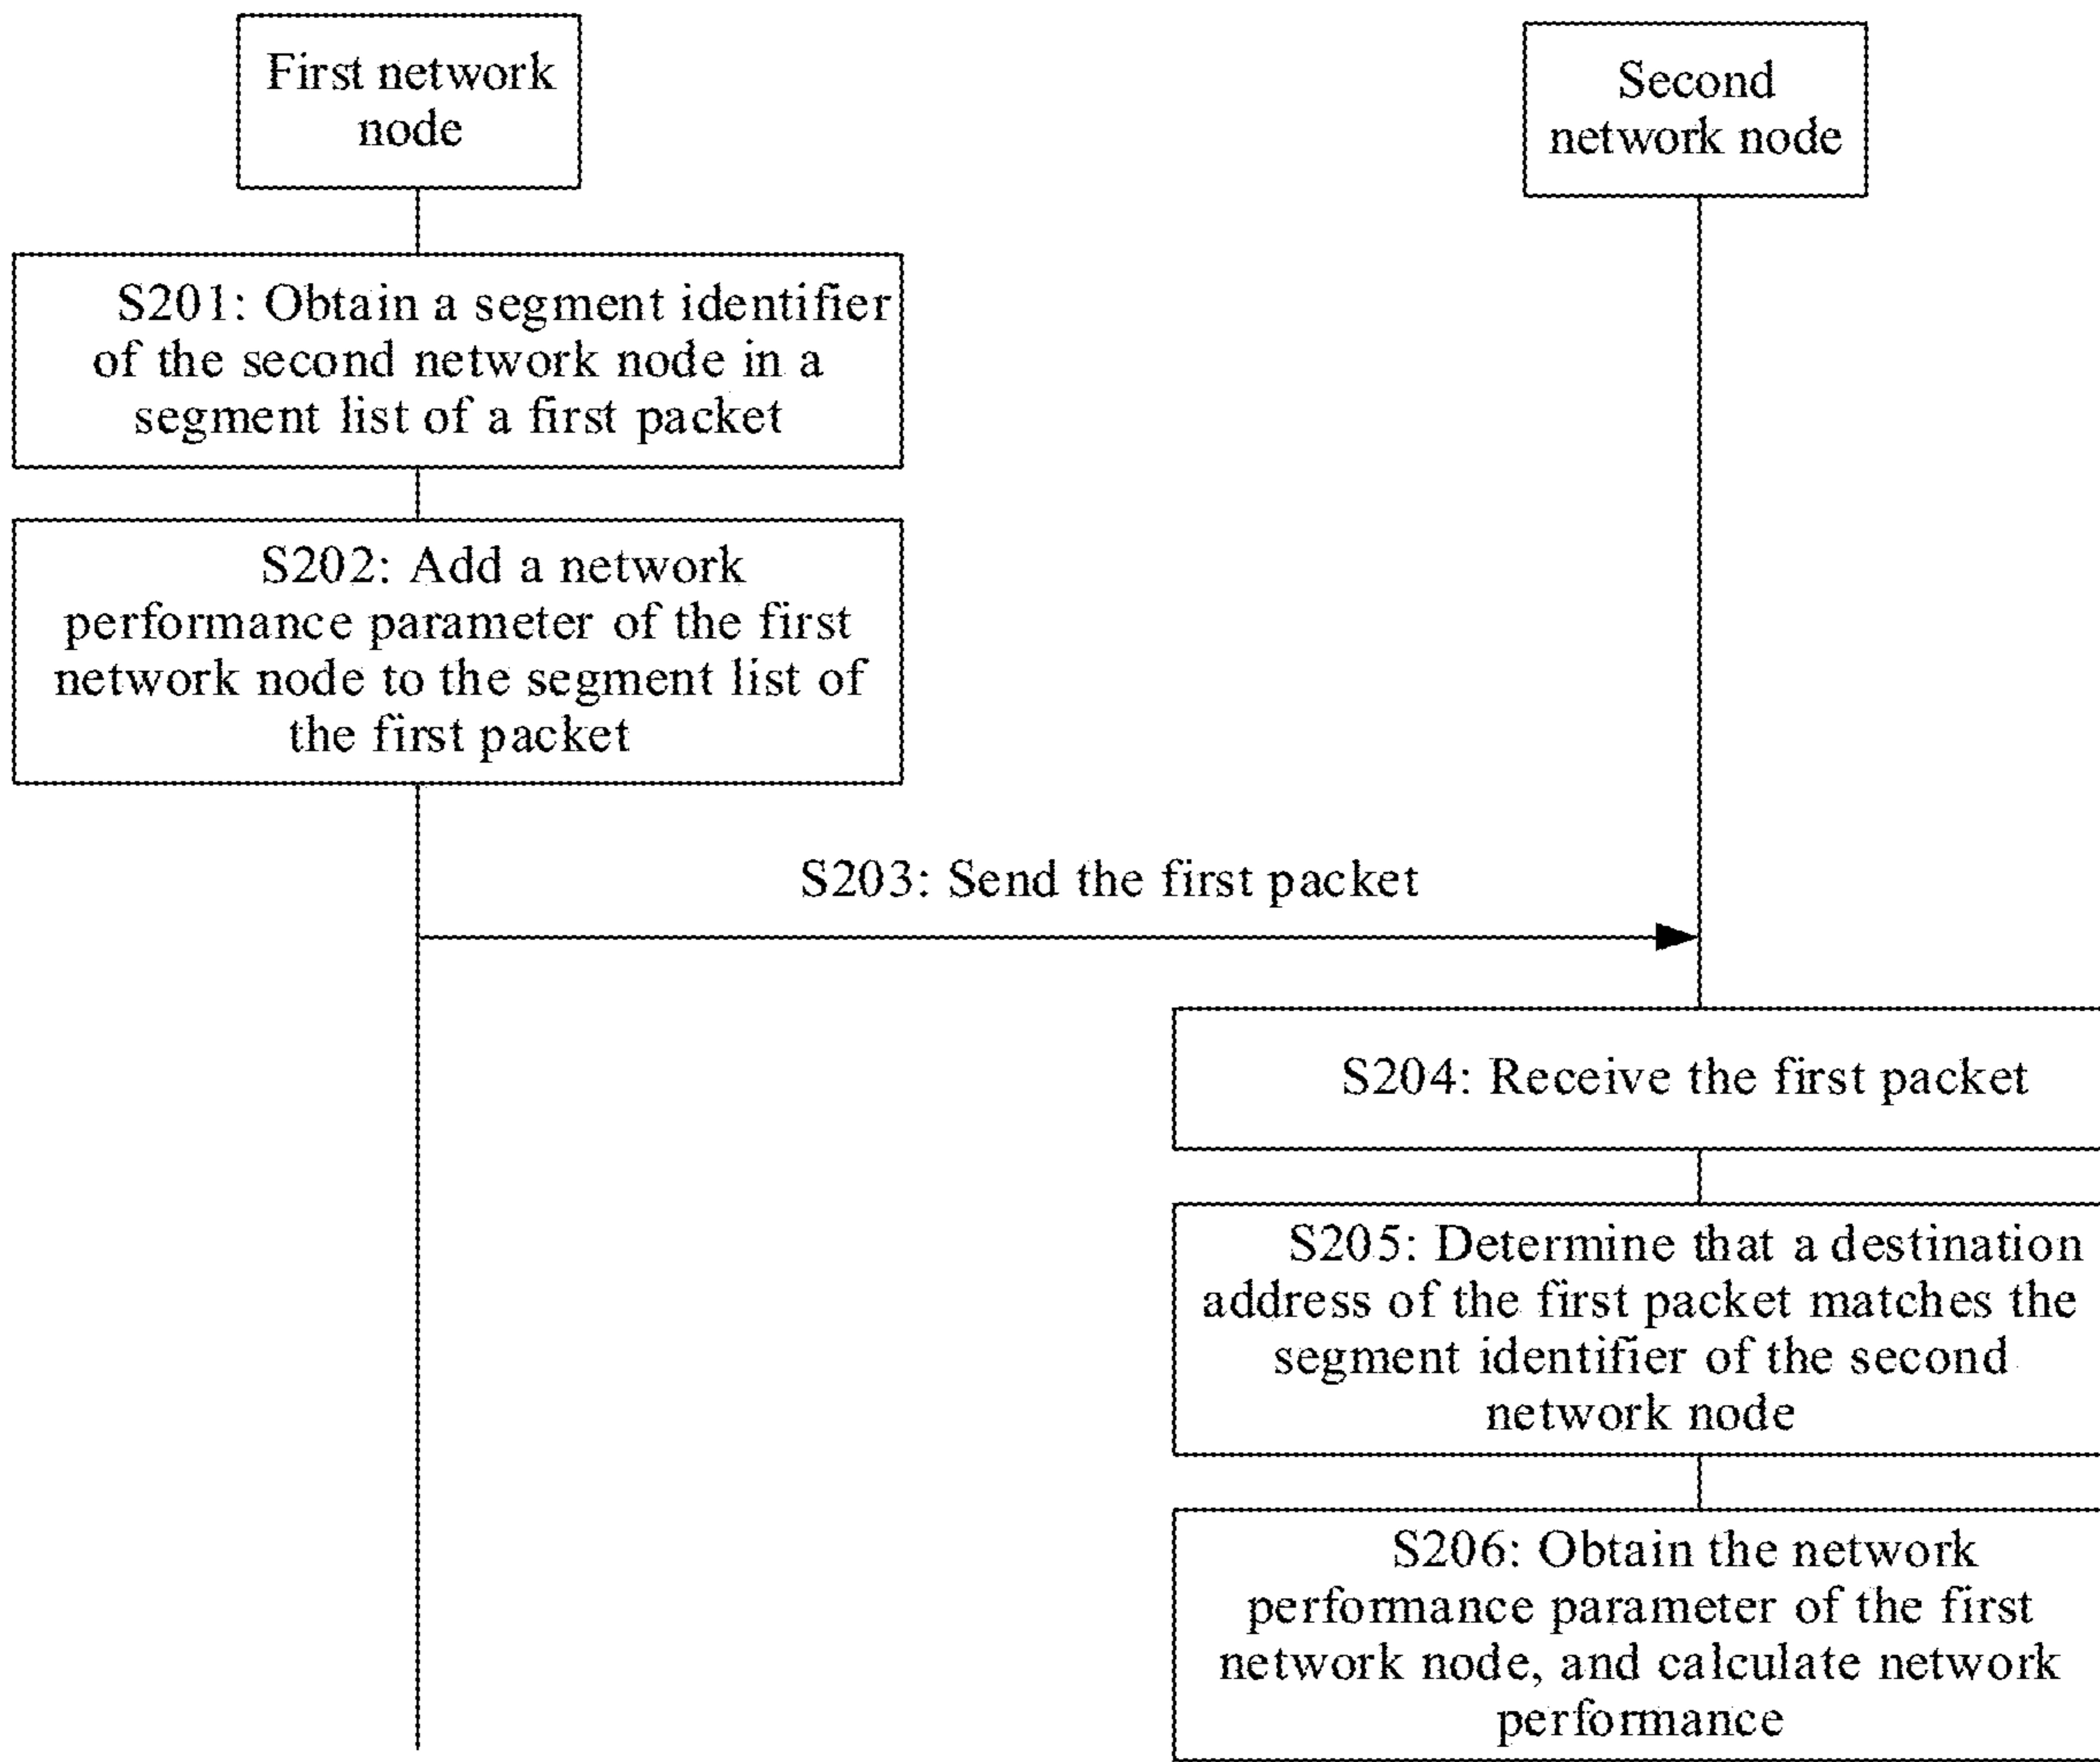 First network
node
Second
network node
S201: Obtain a segment identifier
of the second network node in a
segment list of a first packet
S202: Add a network
performance parameter of the first
network node to the segment list of
the first packet
S203: Send the first packet
S204: Receive the first packet
S205: Determine that a destination
address of the first packet matches the
segment identifier of the second
network node
S206: Obtain the network
performance parameter of the first
network node, and calculate network
performance